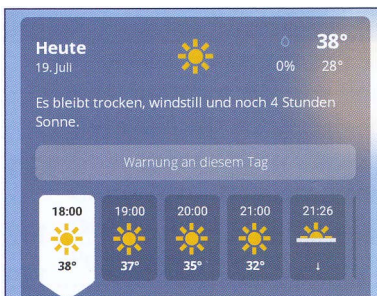 Heute
38°
19. Juli
0%
28°
Es bleibt trocken, windstill und noch 4 Stunden
Sonne.
Warnung an diesem Tag
18:00 19:00 20:00 21:00 21:26
38° 37° 35° 32° ↓